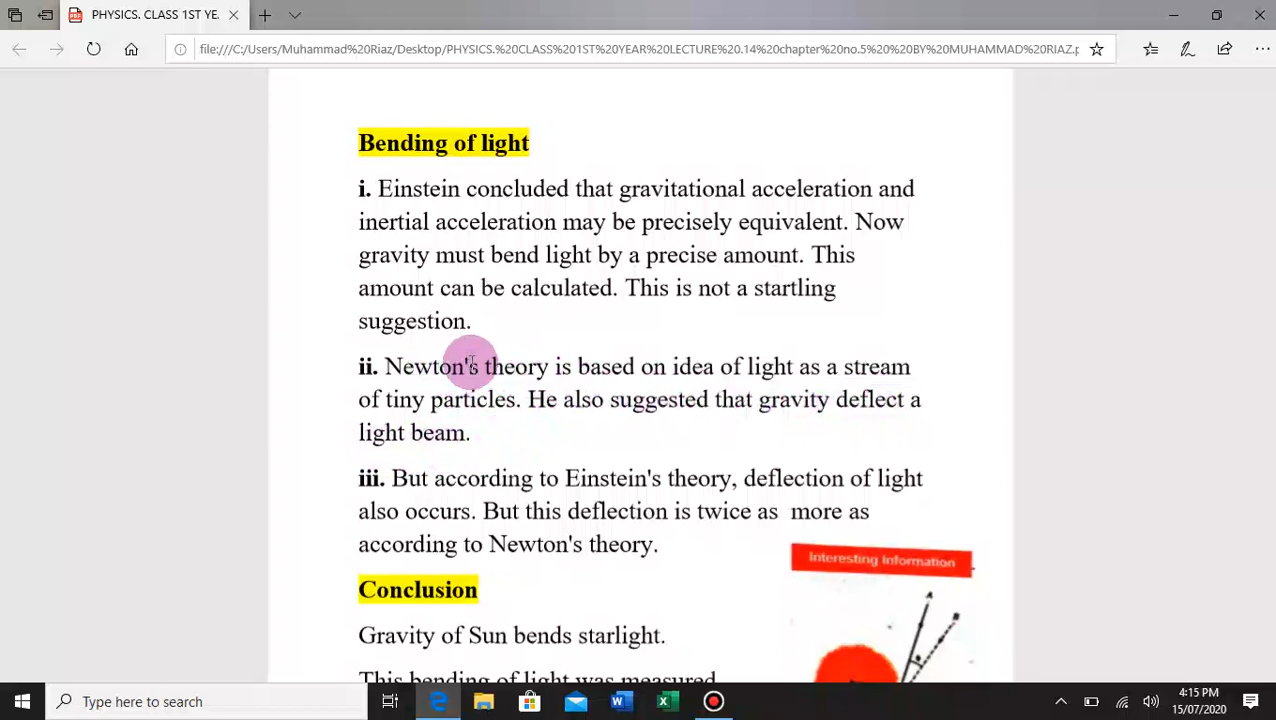 PHYSICS. CLASS 1ST YE.
file:///C:/Users/Muhammad%20Riaz/Desktop/PHYSICS.%20CLASS%201ST%20YEAR%20LECTURE%20.14%20chapter%20no.5%20%20BY%20MUHAMMAD%20RIAZ.p
Bending of light
i. Einstein concluded that gravitational acceleration and
inertial acceleration may be precisely equivalent. Now
gravity must bend light by a precise amount. This
amount can be calculated. This is not a startling
suggestion.
ii. Newton's theory is based on idea of light as a stream
of tiny particles. He also suggested that gravity deflect a
light beam.
iii. But according to Einstein's theory, deflection of light
also occurs. But this deflection is twice as more as
according to Newton's theory.
Interesting Information
Conclusion
A
Gravity of Sun bends starlight.
This bending of light was measured
Type here to search
4:15 PM
15/07/2020